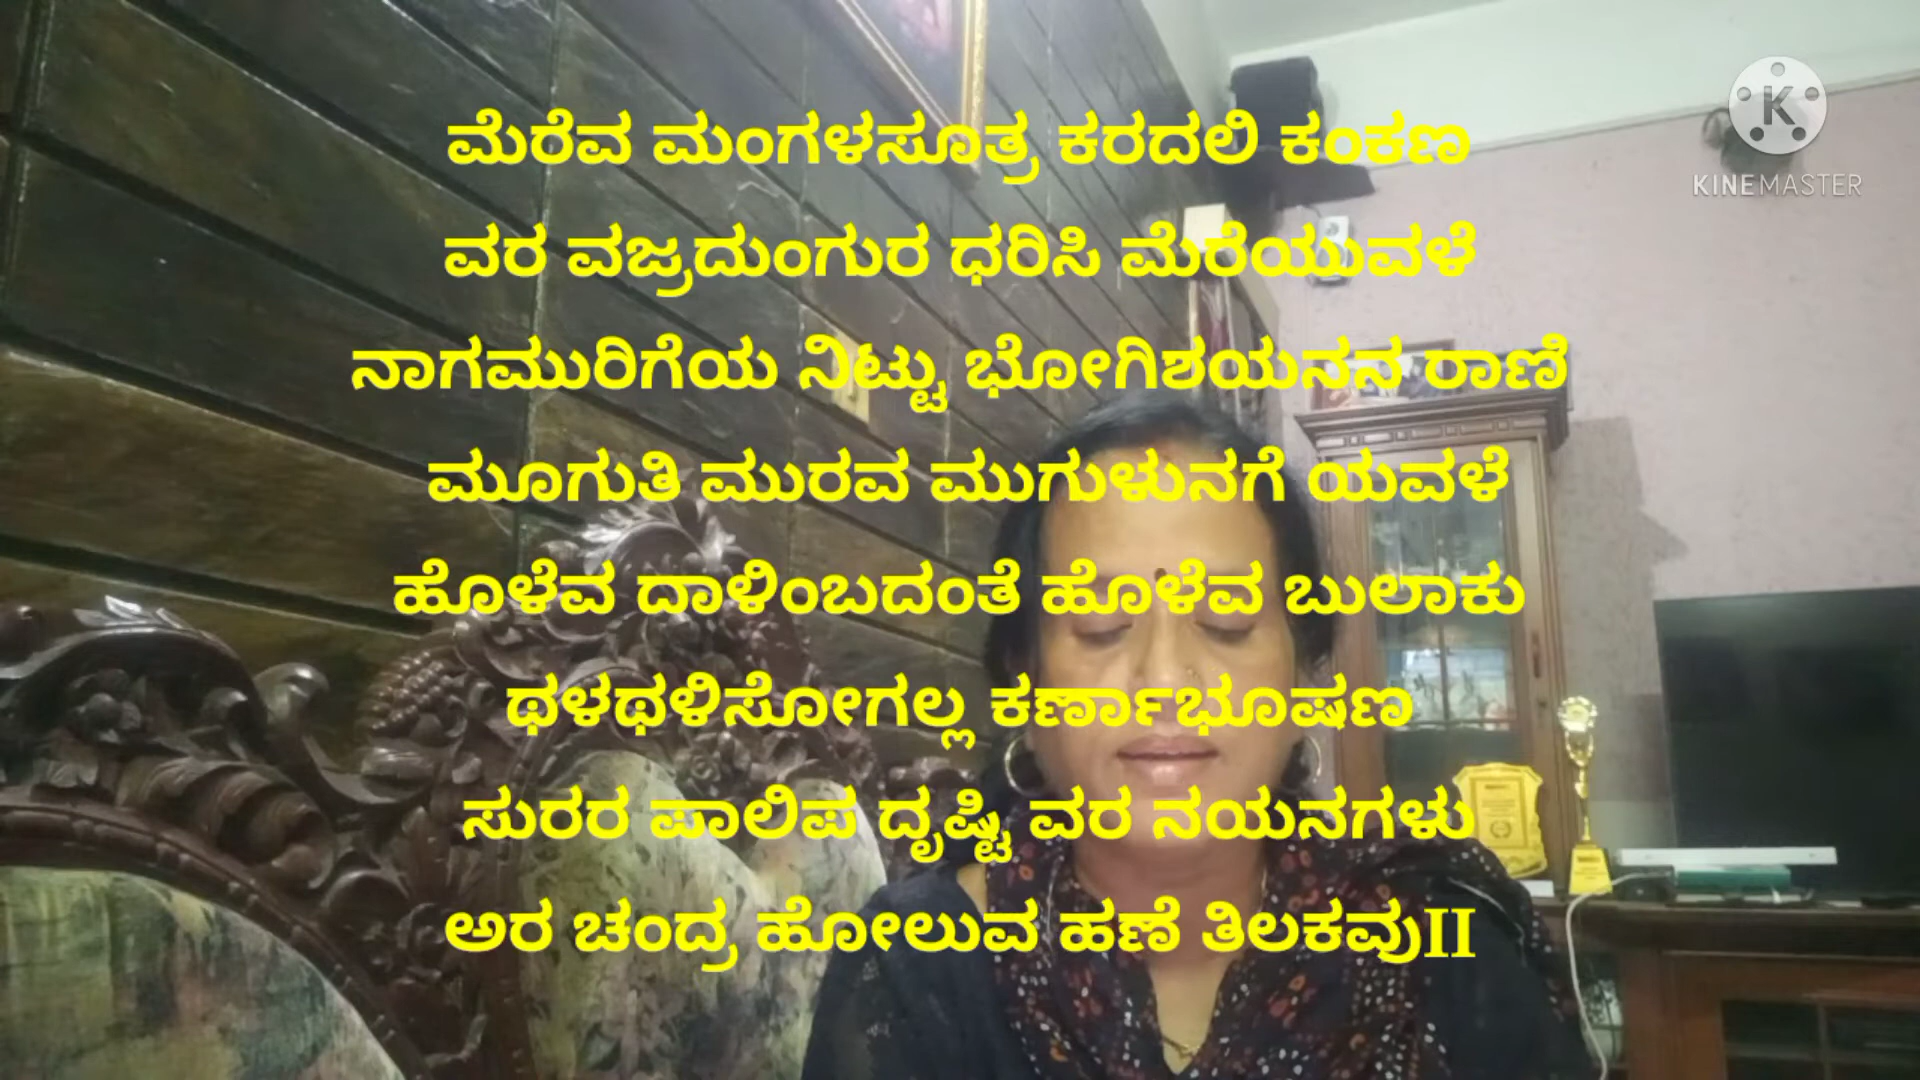 ಮೆರೆವ ಮಂಗಳಸೂತ್ರ ಕರದಲಿ ಕಂಕಣ
ವರ ವಜ್ರದುಂಗುರ ಧರಿಸಿ ಮೆರೆಯುವಳೆ
ನಾಗಮುರಿಗೆಯ ನಿಟ್ಟು ಭೋಗಿಶಯನನ ರಾಣಿ
ಮೂಗುತಿ ಮುರವ ಮುಗುಳುನಗೆ ಯವಳೆ
ಹೊಳೆವ ದಾಳಿಂಬದಂತೆ ಹೊಳೆವ ಬುಲಾಕು
ಥಳಥಳಿಸೋಗಲ್ಲ ಕರ್ಣಾಭೂಷಣ
ಸುರರ ಪಾಲಿಪ ದೃಷ್ಟಿ ವರ ನಯನಗಳು
ಅರ ಚಂದ್ರ ಹೋಲುವ ಹಣೆ ತಿಲಕವುII
K
KINEMASTER